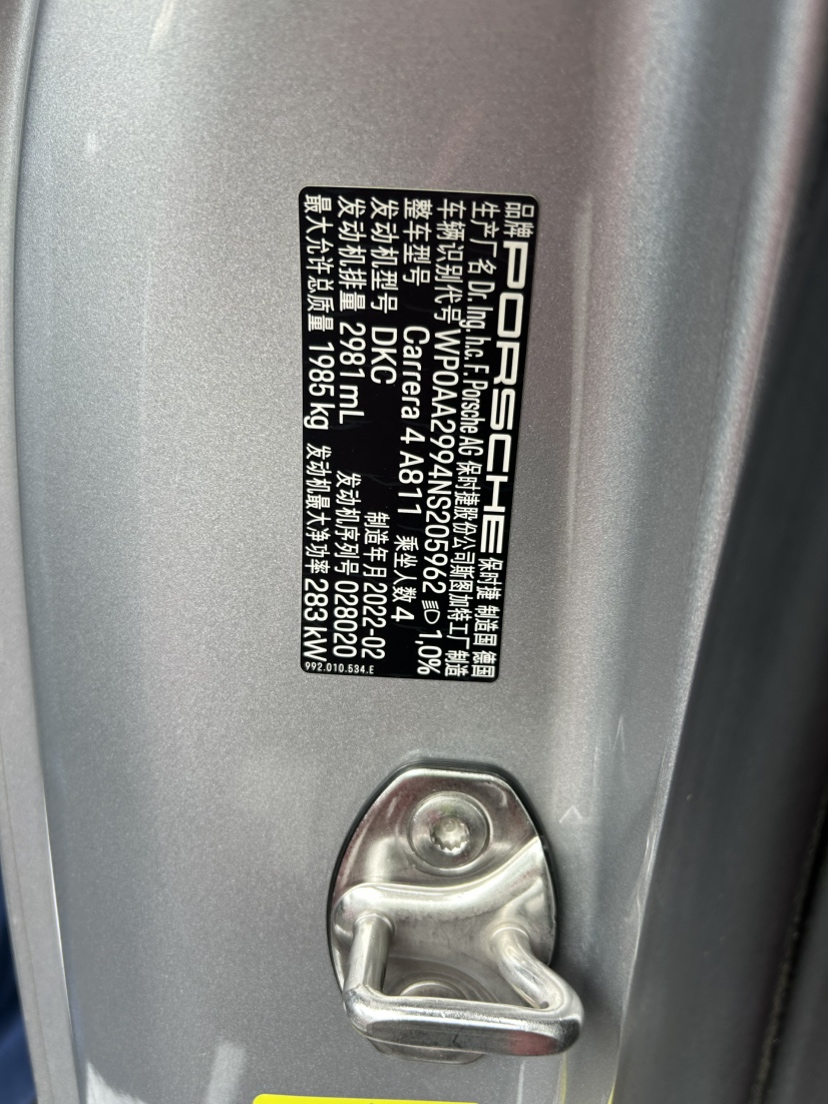 品牌 PORSCHE 保时捷 制造国 德国
生产厂名 Dr. Ing. h.c. F. Porsche AG 保时捷股份公司斯图加特工厂制造
车辆识别代号 WP0AA2994NS205962 1,0%
整车型号 Carrera 4 A811 乘坐人数 4
发动机型号 DKC 制造年月 2022-02
发动机排量 2981 mL 发动机序列号 028020
最大允许总质量 1985 kg 发动机最大净功率 283 kW
992.010.534.E